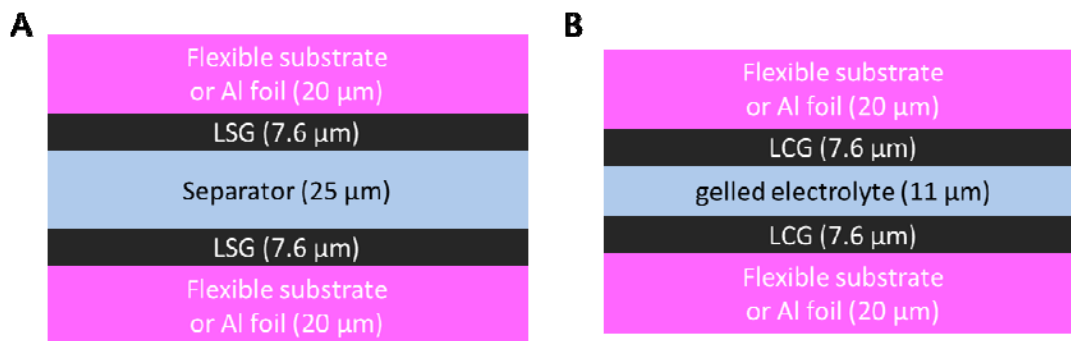 A
Flexible substrate
or Al foil (20 μm)
LSG (7.6 μm)
Separator (25 μm)
LSG (7.6 μm)
Flexible substrate
or Al foil (20 μm)
B
Flexible substrate
or Al foil (20 μm)
LCG (7.6 μm)
gelled electrolyte (11 μm)
LCG (7.6 μm)
Flexible substrate
or Al foil (20 μm)